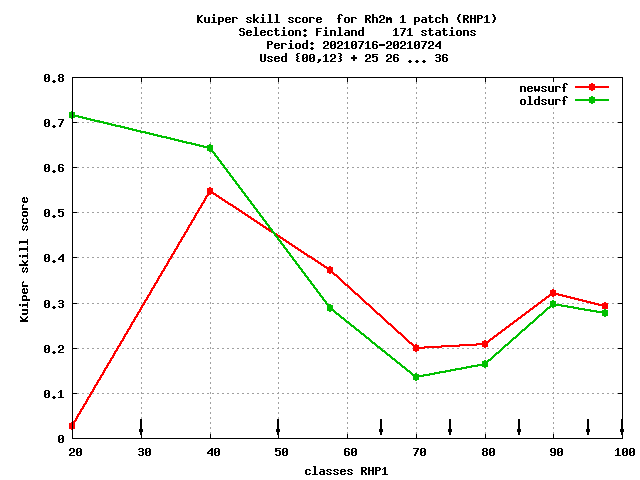 Kuiper skill score  for Rh2m 1 patch (RHP1)
Selection: Finland    171 stations
Period: 20210716-20210724
Used {00,12} + 25 26 ... 36
newsurf
oldsurf
Kuiper skill score
0.8
0.7
0.6
0.5
0.4
0.3
0.2
0.1
0
20 30 40 50 60 70 80 90 100
classes RHP1